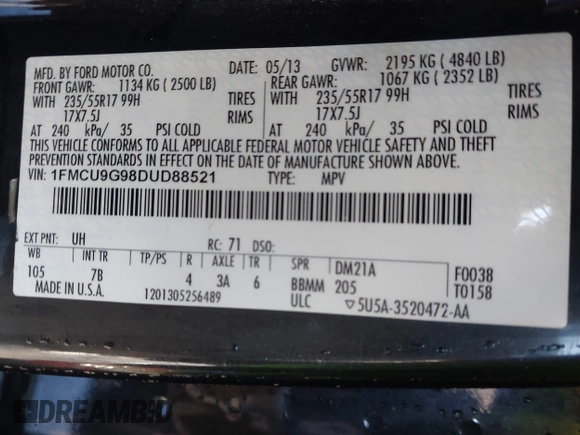 MFD. BY FORD MOTOR CO. DATE: 05/13 GVWR: 2195 KG ( 4840 LB)
FRONT GAWR: 1134 KG ( 2500 LB) REAR GAWR: 1067 KG ( 2352 LB)
WITH 235/55R17 99H TIRES WITH 235/55R17 99H TIRES
17X7.5J RIMS 17X7.5J RIMS
AT 240 kPa/ 35 PSI COLD AT 240 kPa/ 35 PSI COLD
THIS VEHICLE CONFORMS TO ALL APPLICABLE FEDERAL MOTOR VEHICLE SAFETY AND THEFT
PREVENTION STANDARDS IN EFFECT ON THE DATE OF MANUFACTURE SHOWN ABOVE.
VIN: 1FMCU9G98DUD88521 TYPE: MPV
EXT PNT: UH RC: 71 DSO:
WB INT TR TP/PS R AXLE TR SPR DM21A F0038
105 7B 4 3A 6 BBMM 205 T0158
MADE IN U.S.A. 1201305256489 ULC ▽5U5A-3520472-AA
DREAMBID